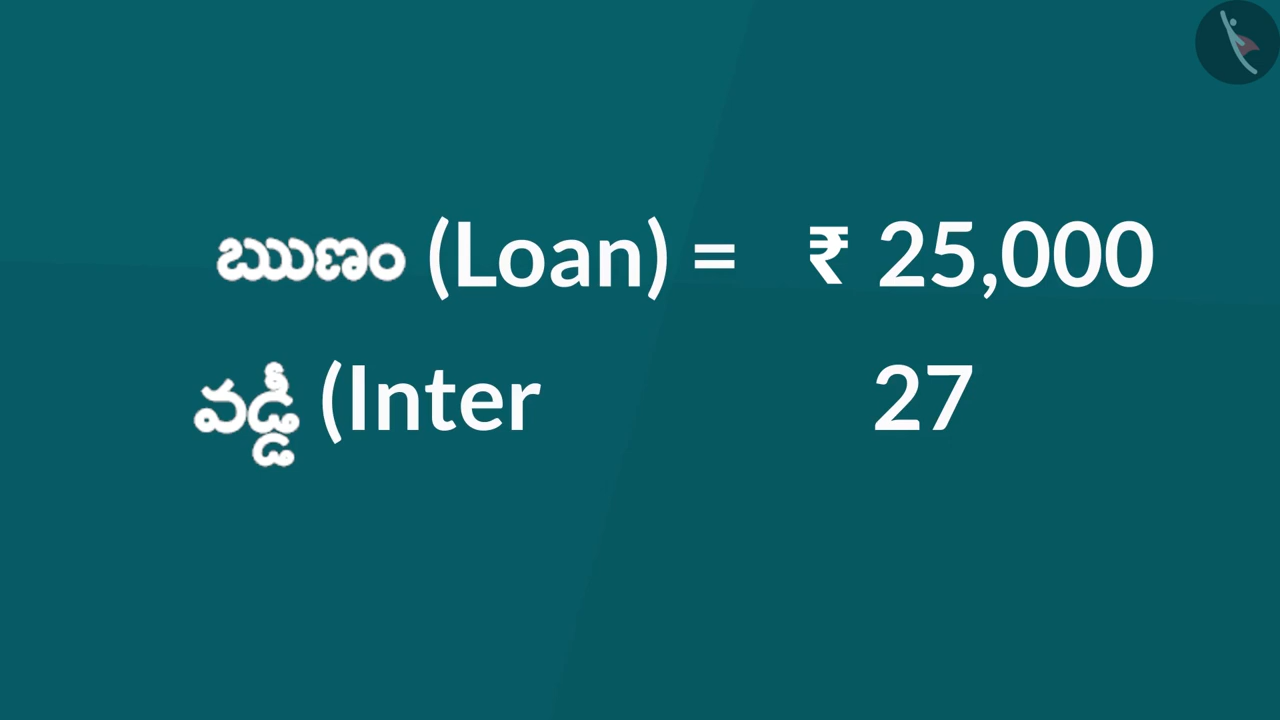 ఋణం (Loan) = ₹ 25,000
వడ్డీ (Inter 27